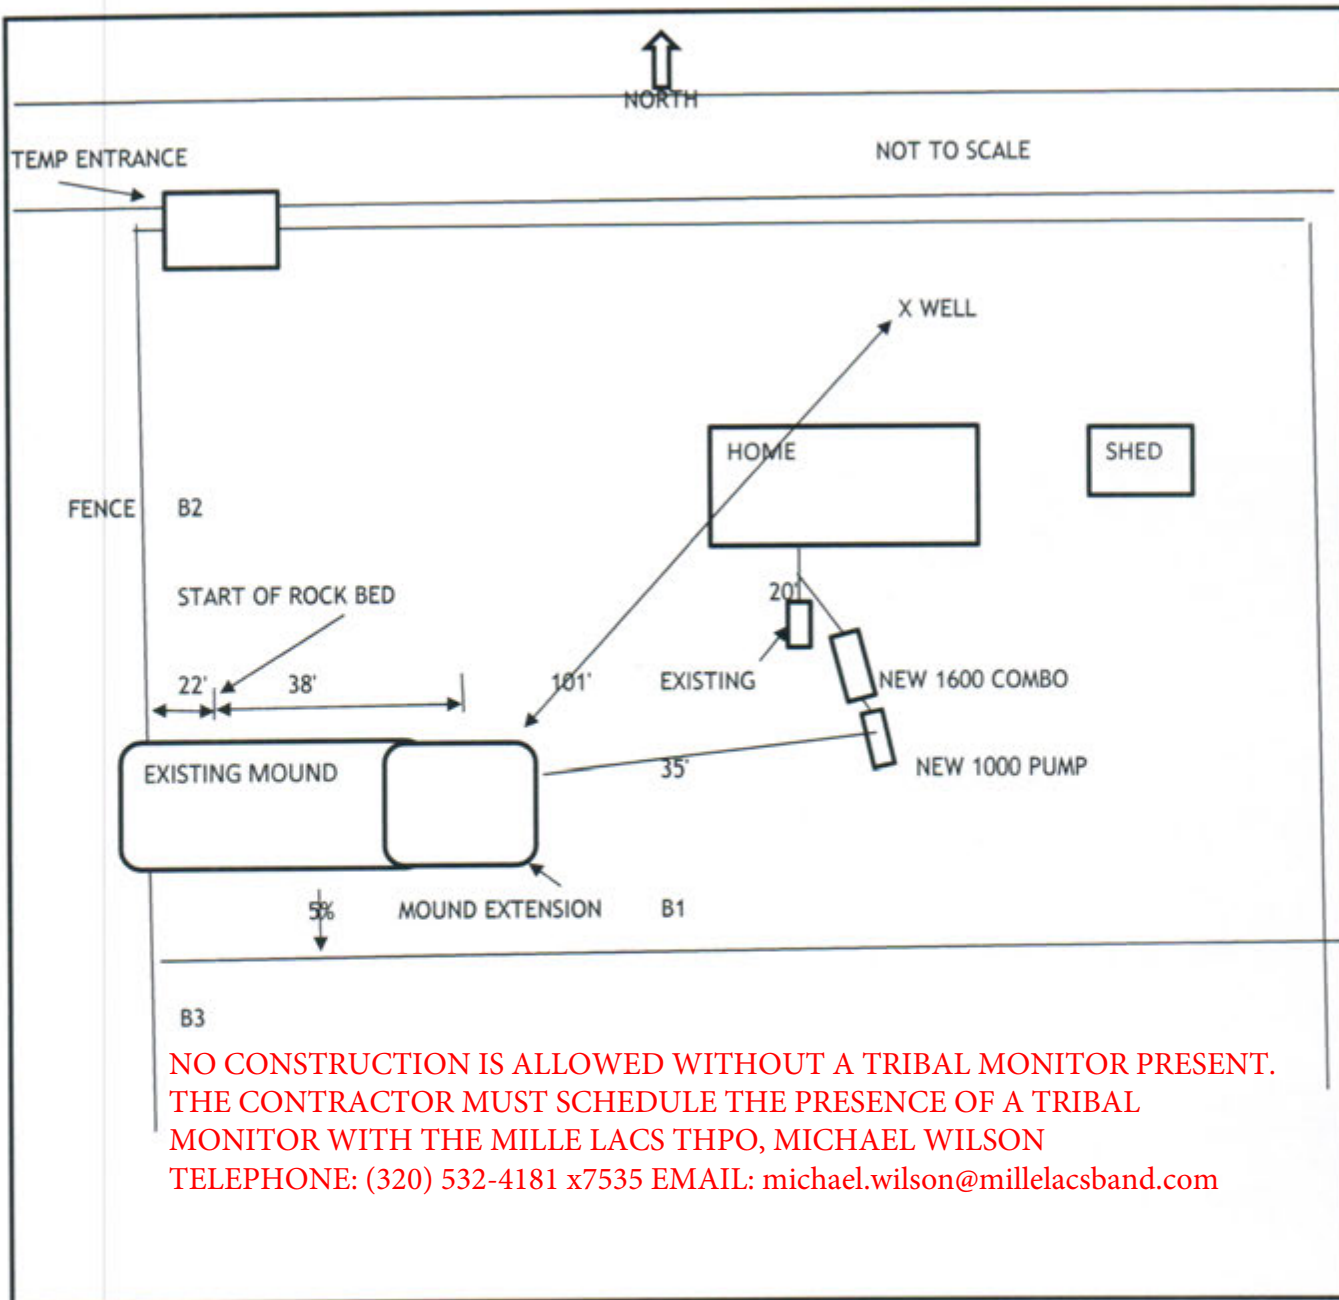 NORTH
TEMP ENTRANCE
NOT TO SCALE
X WELL
HOME
SHED
FENCE
B2
START OF ROCK BED
20'
22'
38'
101'
EXISTING
NEW 1600 COMBO
EXISTING MOUND
35'
NEW 1000 PUMP
5%
MOUND EXTENSION
B1
B3
NO CONSTRUCTION IS ALLOWED WITHOUT A TRIBAL MONITOR PRESENT.
THE CONTRACTOR MUST SCHEDULE THE PRESENCE OF A TRIBAL
MONITOR WITH THE MILLE LACS THPO, MICHAEL WILSON
TELEPHONE: (320) 532-4181 x7535 EMAIL: michael.wilson@millelacsband.com